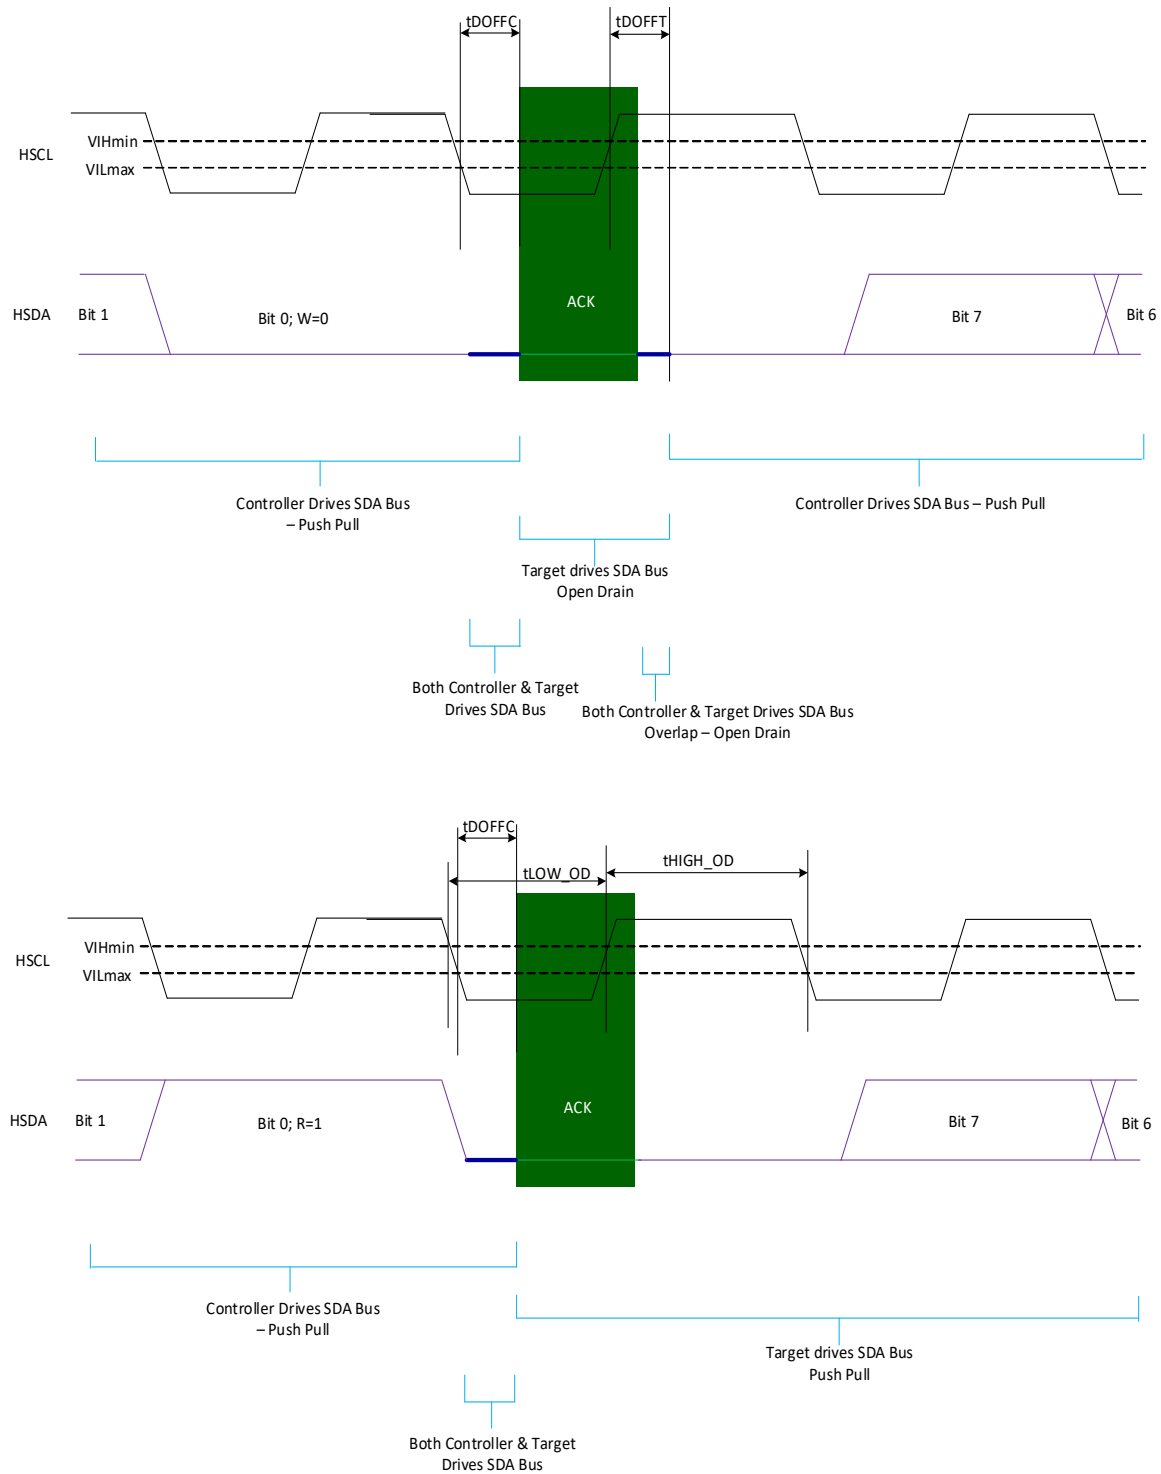 tDOFFC
tDOFFT
VIHmin
HSCL
VILmax
ACK
HSDA
Bit 1
Bit 0; W=0
Bit 7
Bit 6
Controller Drives SDA Bus
– Push Pull
Controller Drives SDA Bus – Push Pull
Target drives SDA Bus
Open Drain
Both Controller & Target
Drives SDA Bus
Both Controller & Target Drives SDA Bus
Overlap – Open Drain
tDOFFC
tLOW_OD
tHIGH_OD
VIHmin
HSCL
VILmax
ACK
HSDA
Bit 1
Bit 0; R=1
Bit 7
Bit 6
Controller Drives SDA Bus
– Push Pull
Target drives SDA Bus
Push Pull
Both Controller & Target
Drives SDA Bus